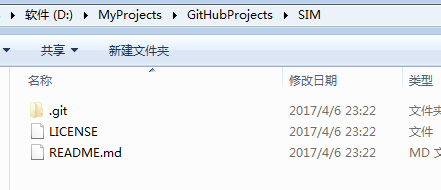 软件 (D:) MyProjects GitHubProjects SIM
共享 新建文件夹
名称 修改日期 类型
.git 2017/4/6 23:22 文件夹
LICENSE 2017/4/6 23:22 文件
README.md 2017/4/6 23:22 MD